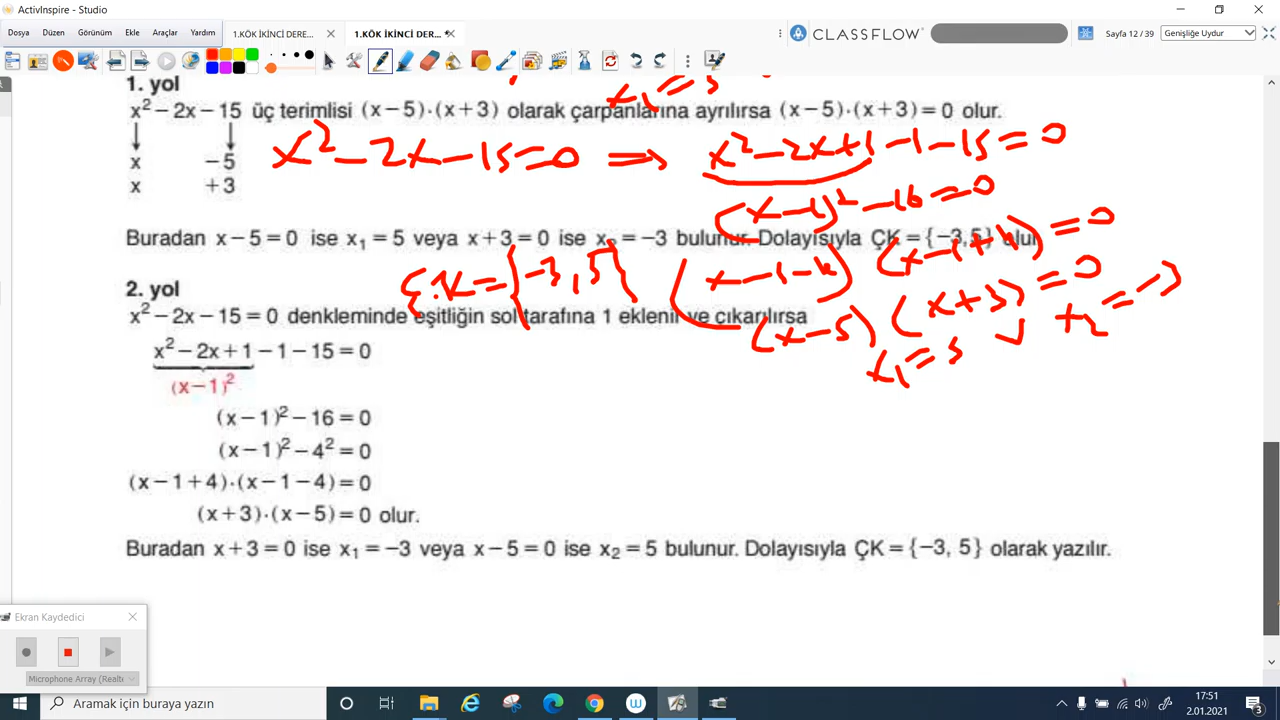 ActivInspire - Studio
Dosya Düzen Görünüm Ekle Araçlar Yardım
1.KÖK İKİNCİ DERE...
1.KÖK İKİNCİ DER...
CLASSFLOW
Sayfa 12 / 39
Genişliğe Uydur
1. yol
x² − 2x − 15 üç terimlisi (x − 5)·(x + 3) olarak çarpanlarına ayrılırsa (x − 5)·(x + 3) = 0 olur.
x −5
x +3
x² − 2x − 15 = 0 ⇒ x² − 2x + 1 − 1 − 15 = 0
(x − 1)² − 16 = 0
Buradan x − 5 = 0 ise x₁ = 5 veya x + 3 = 0 ise x₂ = −3 bulunur. Dolayısıyla ÇK = {−3, 5} olur.
(x − 1 − 4) (x − 1 + 4) = 0
Ç.K = {−3, 5}
(x − 5) (x + 3) = 0
x₁ = 5 x₂ = −3
2. yol
x² − 2x − 15 = 0 denkleminde eşitliğin sol tarafına 1 eklenir ve çıkarılırsa
x² − 2x + 1 − 1 − 15 = 0
(x − 1)²
(x − 1)² − 16 = 0
(x − 1)² − 4² = 0
(x − 1 + 4)·(x − 1 − 4) = 0
(x + 3)·(x − 5) = 0 olur.
Buradan x + 3 = 0 ise x₁ = −3 veya x − 5 = 0 ise x₂ = 5 bulunur. Dolayısıyla ÇK = {−3, 5} olarak yazılır.
Ekran Kaydedici
Microphone Array (Realte
Aramak için buraya yazın
17:51
2.01.2021
3